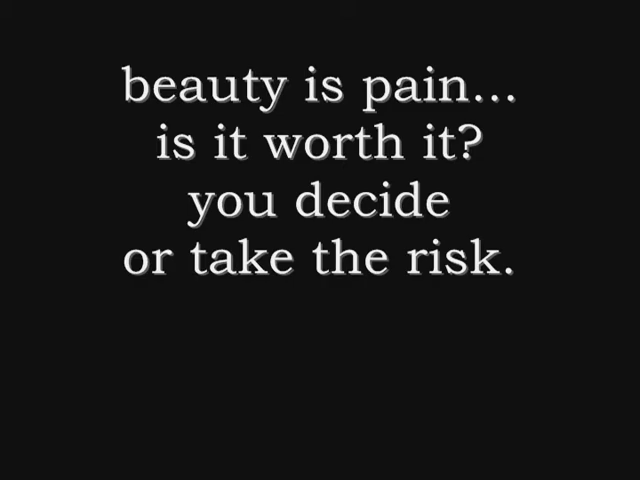 beauty is pain...
is it worth it?
you decide
or take the risk.